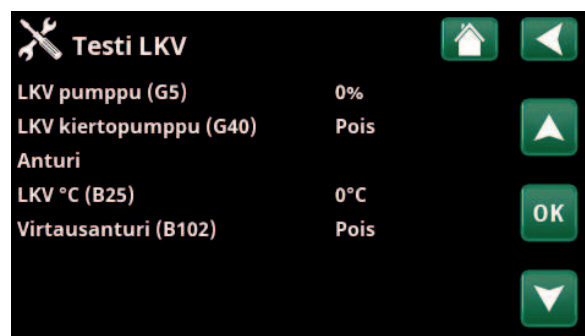 Testi LKV
LKV pumppu (G5) 0%
LKV kiertopumppu (G40) Pois
Anturi
LKV °C (B25) 0°C
OK
Virtausanturi (B102) Pois